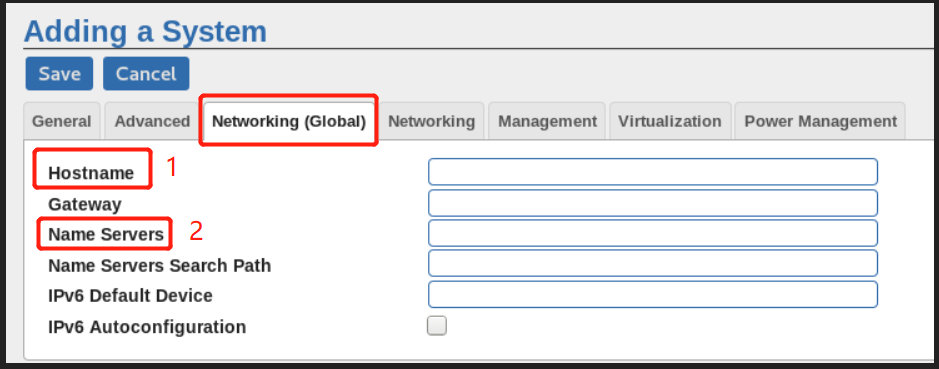 Adding a System
Save Cancel
General Advanced Networking (Global) Networking Management Virtualization Power Management
Hostname 1
Gateway
Name Servers 2
Name Servers Search Path
IPv6 Default Device
IPv6 Autoconfiguration